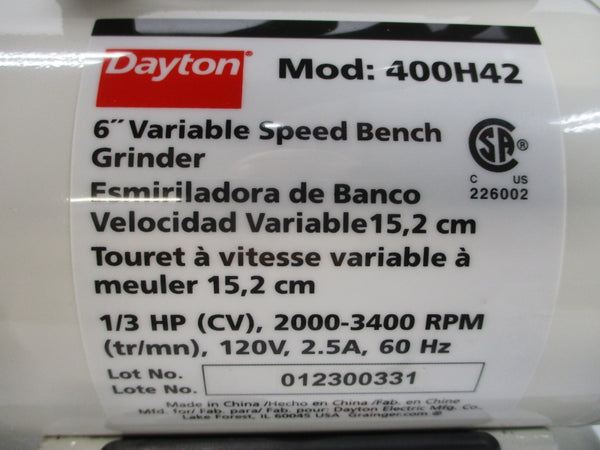 Dayton®
Mod: 400H42
6˝ Variable Speed Bench
Grinder
SA®
C US
226002
Esmiriladora de Banco
Velocidad Variable15,2 cm
Touret à vitesse variable à
meuler 15,2 cm
1/3 HP (CV), 2000-3400 RPM
(tr/mn), 120V, 2.5A, 60 Hz
Lot No.
Lote No.
012300331
Made in China /Hecho en China /Fab. en Chine
Mfd. for/ Fab. para/ Fab. pour: Dayton Electric Mfg. Co.
Lake Forest, IL 60045 USA Grainger.com ®